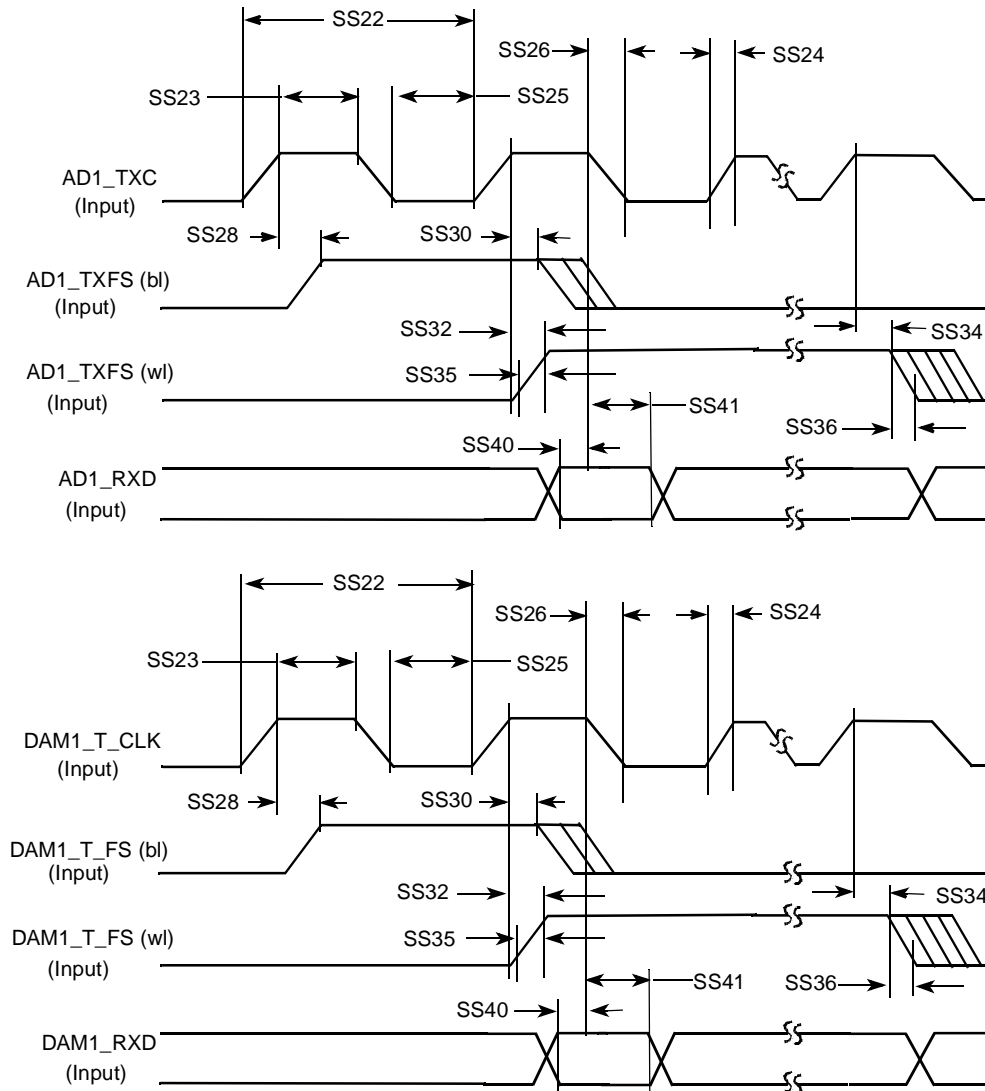 SS22
SS26
SS24
SS23
SS25
AD1_TXC
(Input)
SS28
SS30
AD1_TXFS (bl)
(Input)
SS32
SS34
AD1_TXFS (wl)
(Input)
SS35
SS41
SS36
SS40
AD1_RXD
(Input)
SS22
SS26
SS24
SS23
SS25
DAM1_T_CLK
(Input)
SS28
SS30
DAM1_T_FS (bl)
(Input)
SS32
SS34
DAM1_T_FS (wl)
(Input)
SS35
SS41
SS36
SS40
DAM1_RXD
(Input)